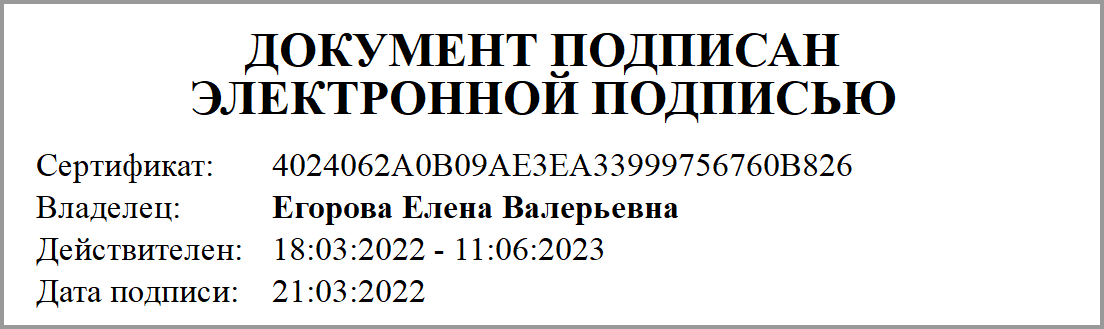 ДОКУМЕНТ ПОДПИСАН
ЭЛЕКТРОННОЙ ПОДПИСЬЮ
Сертификат: 4024062A0B09AE3EA33999756760B826
Владелец: Егорова Елена Валерьевна
Действителен: 18:03:2022 - 11:06:2023
Дата подписи: 21:03:2022